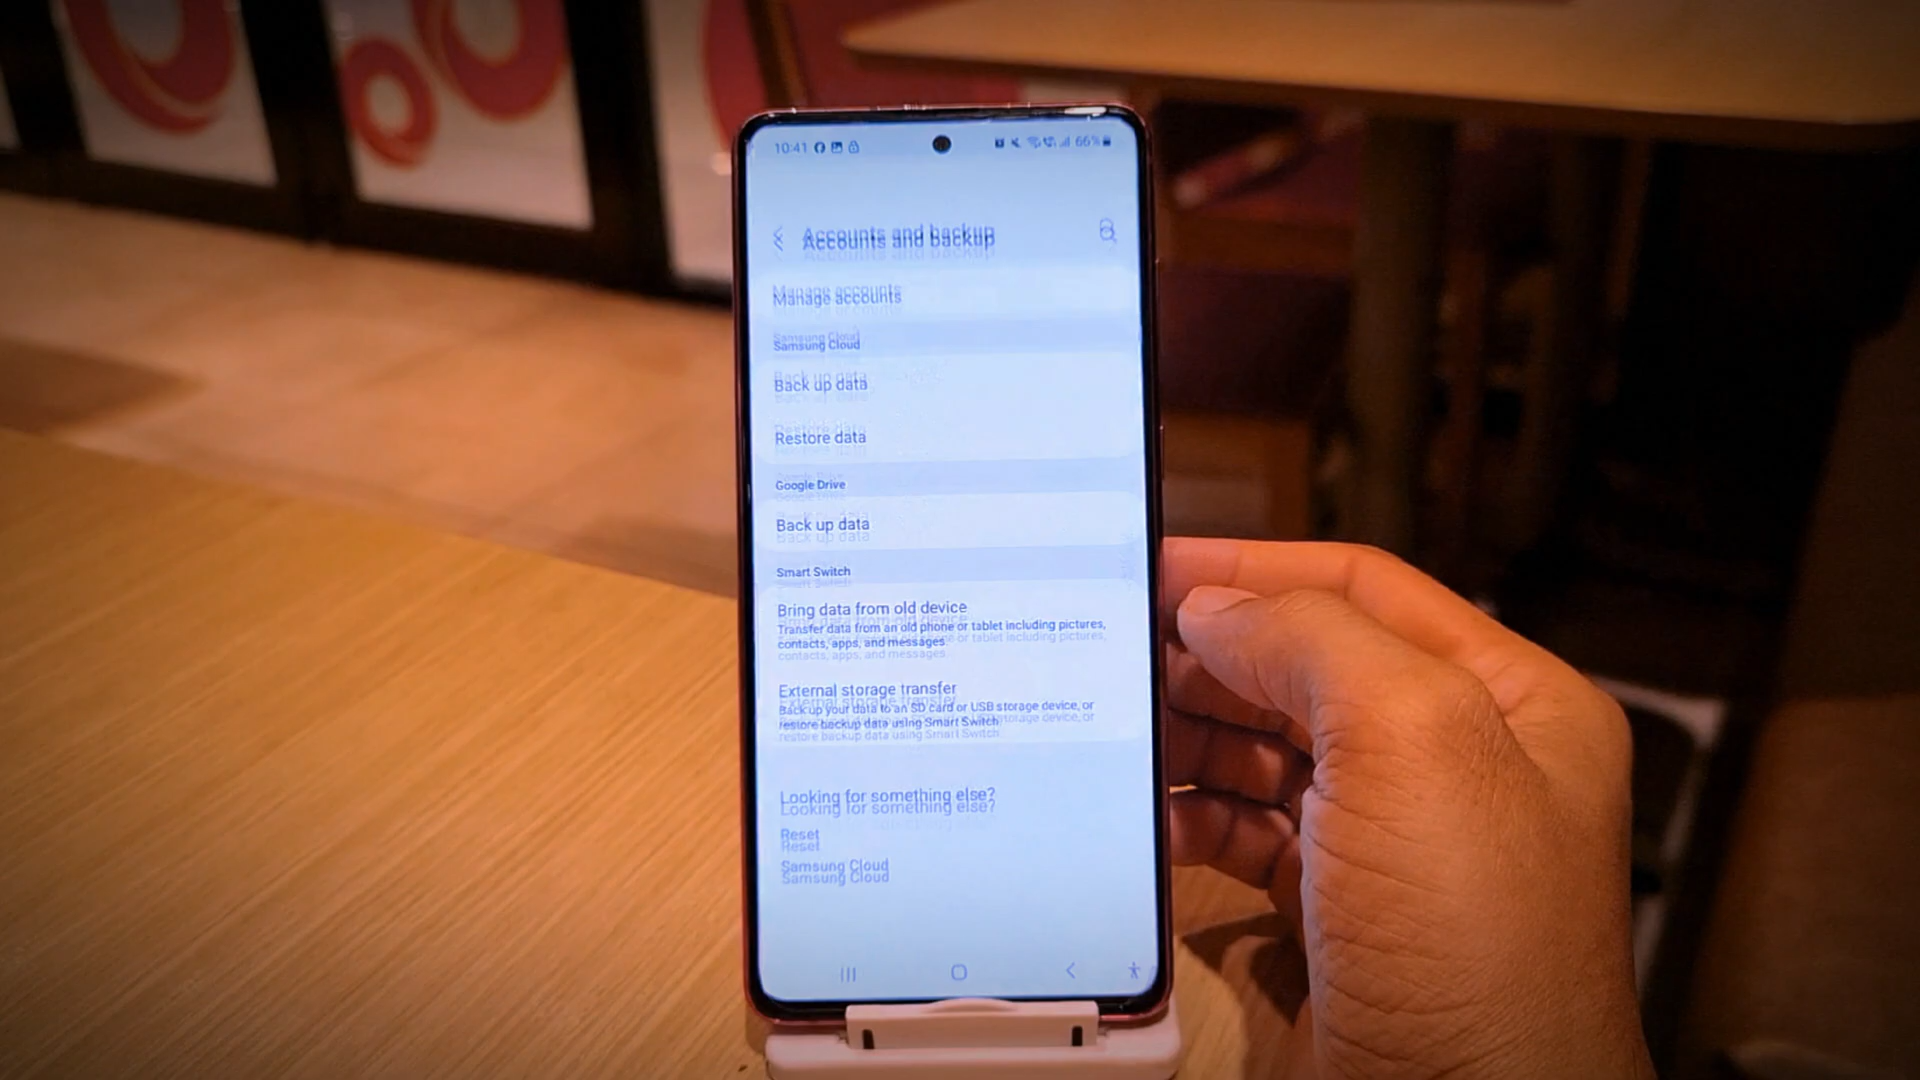 10:41
66%
Accounts and backup
Manage accounts
Samsung Cloud
Back up data
Restore data
Google Drive
Back up data
Smart Switch
Bring data from old device
Transfer data from an old phone or tablet including pictures,
contacts, apps, and messages.
External storage transfer
Back up your data to an SD card or USB storage device, or
restore backup data using Smart Switch.
Looking for something else?
Reset
Samsung Cloud